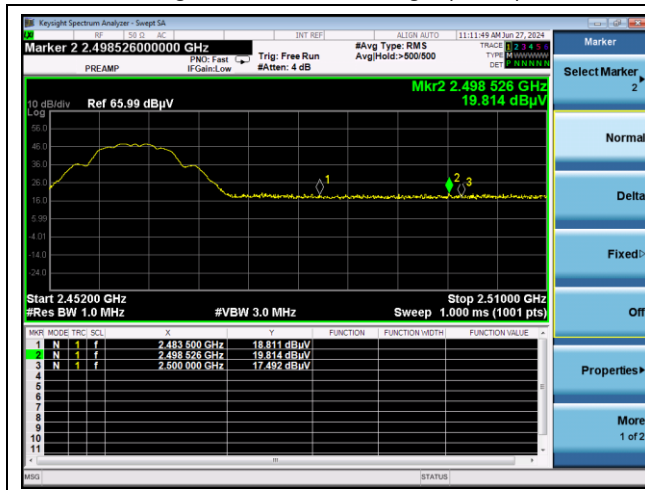 Keysight Spectrum Analyzer - Swept SA
RF 50 Ω AC INT REF ALIGN AUTO 11:11:49 AM Jun 27, 2024
Marker 2 2.498526000000 GHz
PREAMP
PNO: Fast
IFGain:Low
Trig: Free Run
#Atten: 4 dB
#Avg Type: RMS
Avg|Hold:>500/500
TRACE 1 2 3 4 5 6
TYPE M WWWWW
DET P N N N N N
Mkr2 2.498 526 GHz
19.814 dBµV
10 dB/div Ref 65.99 dBµV
Log
56.0
46.0
36.0
26.0
16.0
5.99
-4.01
-14.0
-24.0
1
2
3
Start 2.45200 GHz Stop 2.51000 GHz
#Res BW 1.0 MHz #VBW 3.0 MHz Sweep 1.000 ms (1001 pts)
MKR MODE TRC SCL X Y FUNCTION FUNCTION WIDTH FUNCTION VALUE
1 N 1 f 2.483 500 GHz 18.811 dBµV
2 N 1 f 2.498 526 GHz 19.814 dBµV
3 N 1 f 2.500 000 GHz 17.492 dBµV
4
5
6
7
8
9
10
11
MSG STATUS
Marker
Select Marker
2
Normal
Delta
Fixed
Off
Properties
More
1 of 2